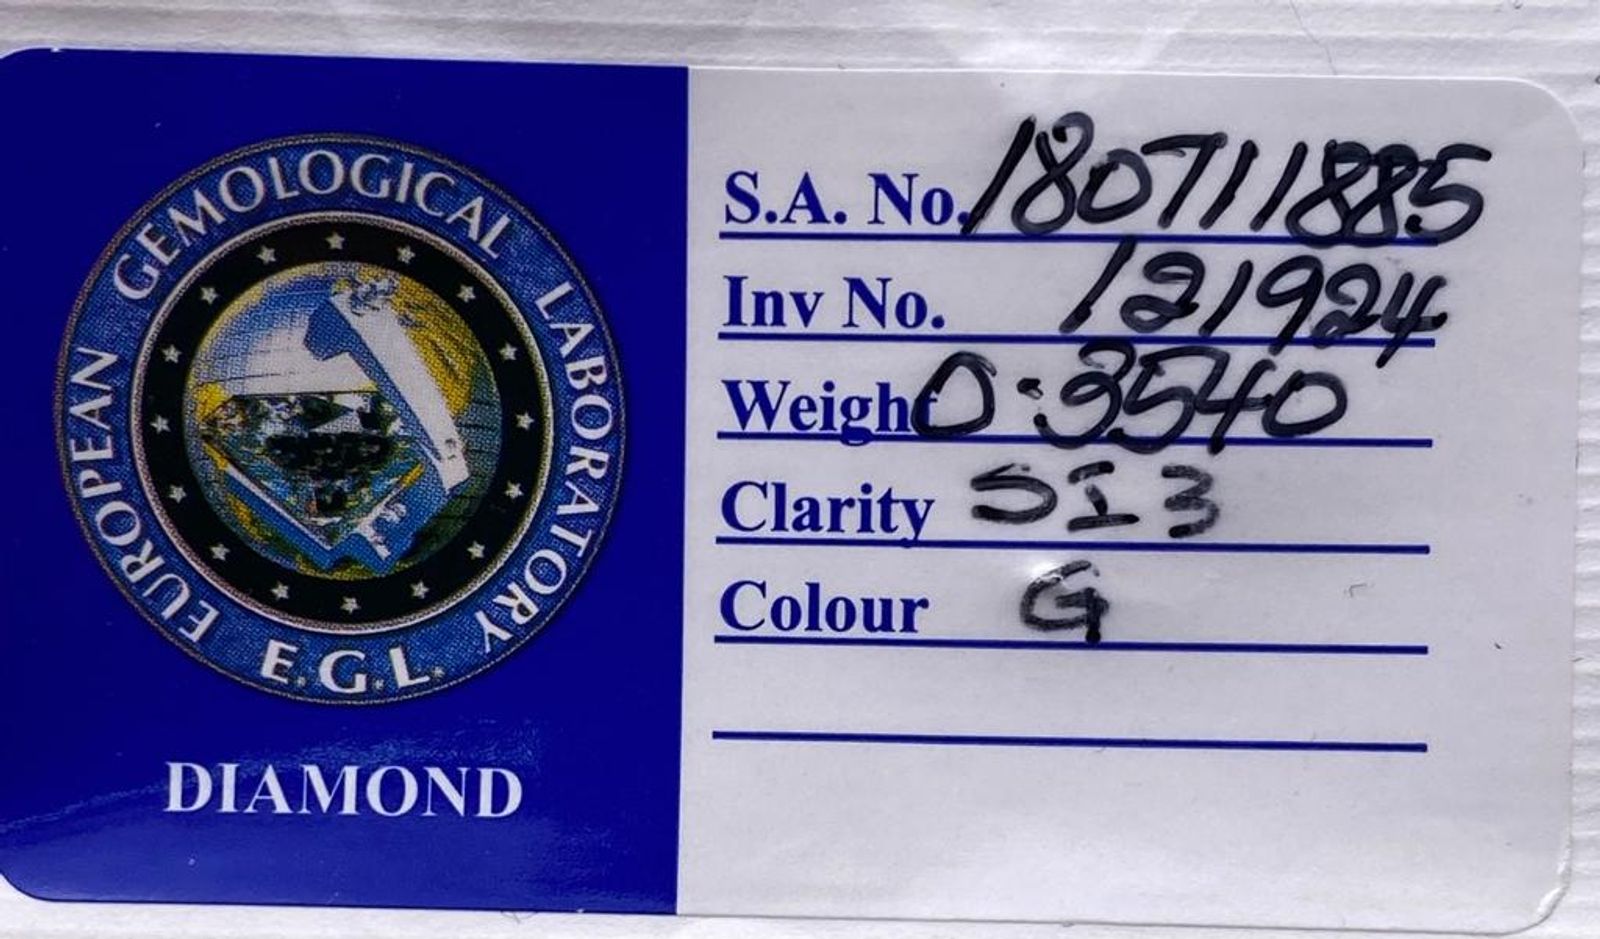 EUROPEAN GEMOLOGICAL LABORATORY
E.G.L.
DIAMOND
S.A. No. 180711885
Inv No. 121924
Weight 0.3540
Clarity SI3
Colour G